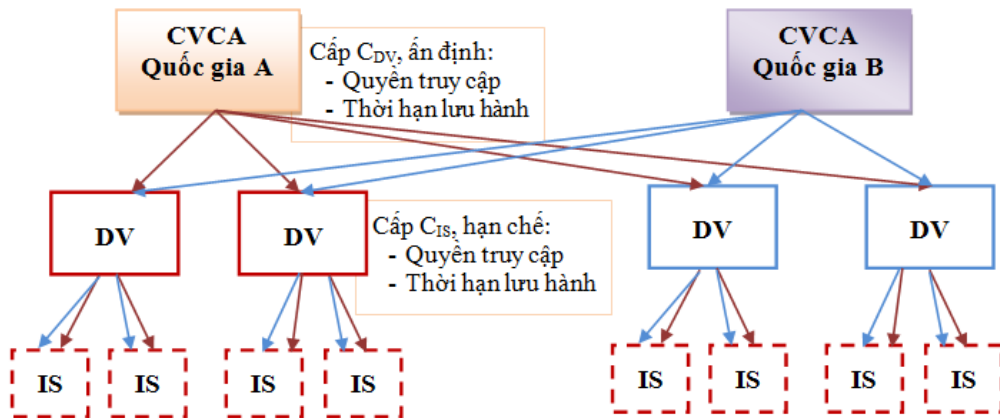 CVCA
Quốc gia A
Cấp C_DV, ấn định:
- Quyền truy cập
- Thời hạn lưu hành
CVCA
Quốc gia B
DV
DV
Cấp C_IS, hạn chế:
- Quyền truy cập
- Thời hạn lưu hành
DV
DV
IS
IS
IS
IS
IS
IS
IS
IS